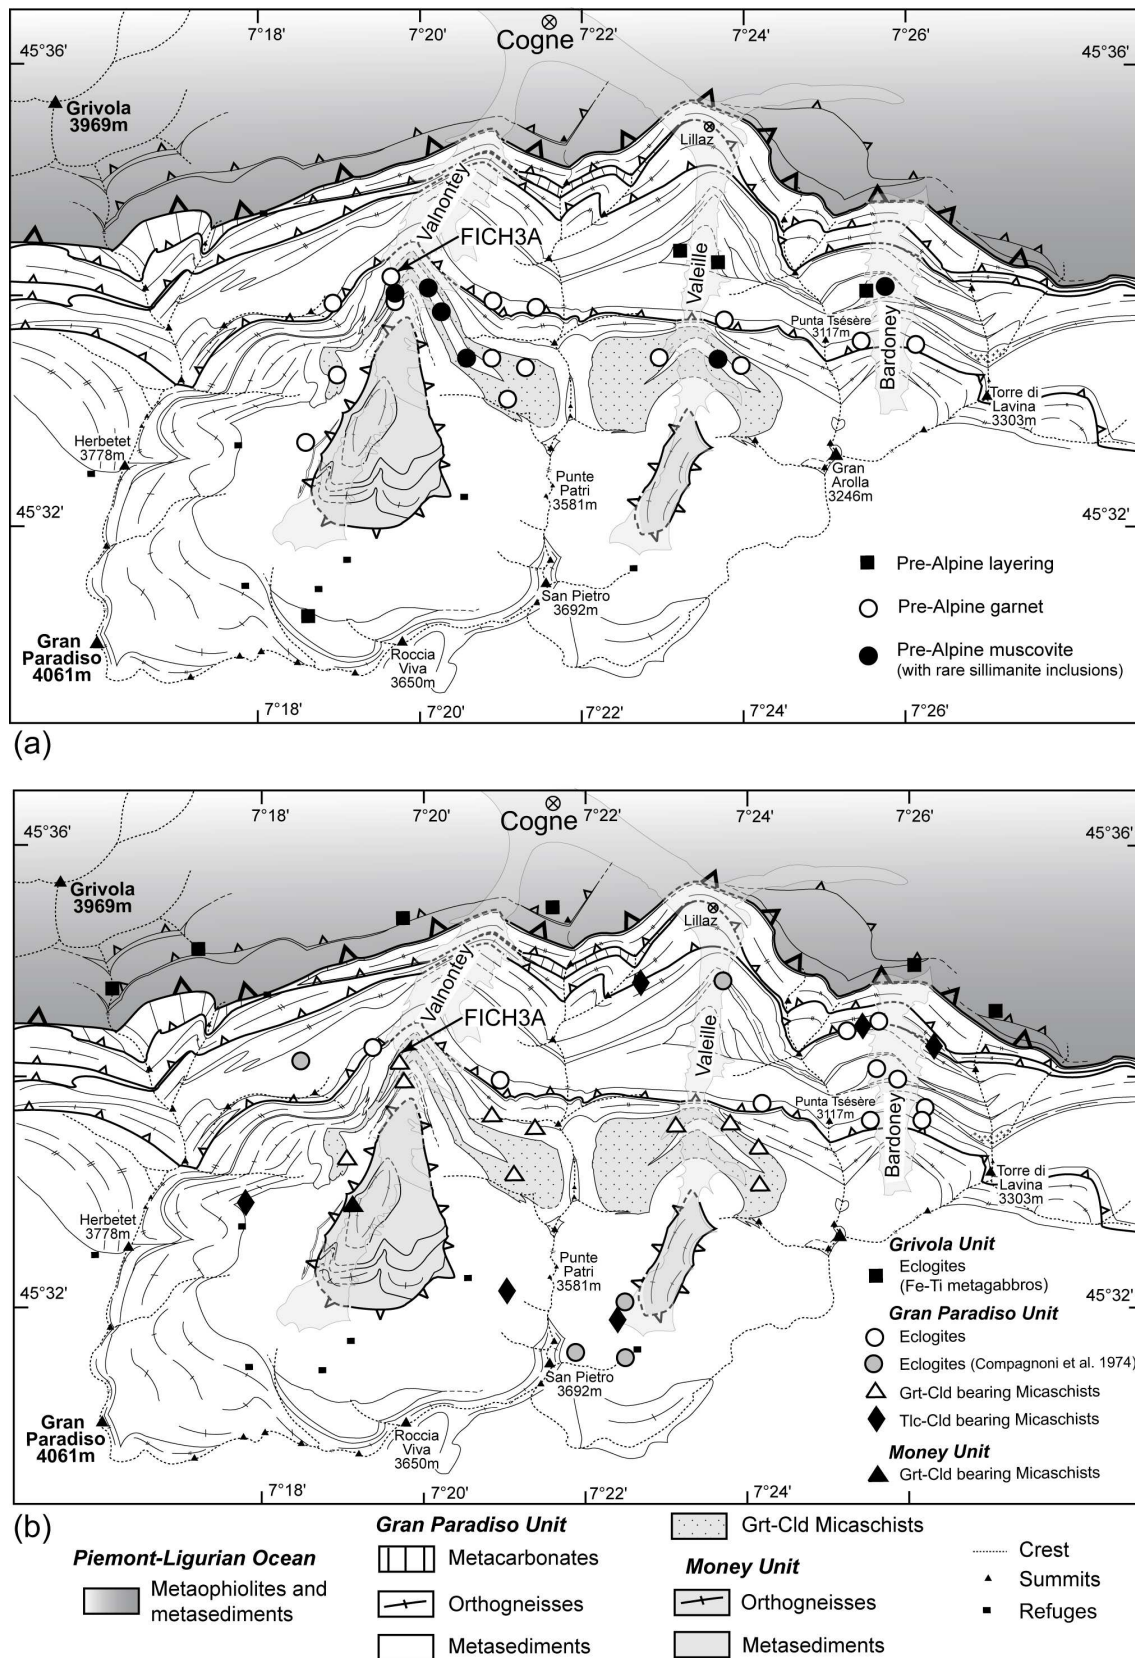 7°18'
7°20'
7°22'
7°24'
7°26'
Cogne
45°36'
45°36'
Grivola
3969m
Lillaz
Valnontey
FICH3A
Valeille
Punta Tsésère
3117m
Bardoney
Torre di
Lavina
3303m
Herbetet
3778m
Gran
Arolla
3246m
Punte
Patri
3581m
45°32'
45°32'
Pre-Alpine layering
Pre-Alpine garnet
Pre-Alpine muscovite
(with rare sillimanite inclusions)
San Pietro
3692m
Gran
Paradiso
4061m
Roccia
Viva
3650m
7°18'
7°20'
7°22'
7°24'
7°26'
(a)
7°18'
7°20'
7°22'
7°24'
7°26'
Cogne
45°36'
45°36'
Grivola
3969m
Lillaz
Valnontey
FICH3A
Valeille
Punta Tsésère
3117m
Bardoney
Torre di
Lavina
3303m
Herbetet
3778m
Punte
Patri
3581m
45°32'
45°32'
Grivola Unit
Eclogites
(Fe-Ti metagabbros)
Gran Paradiso Unit
Eclogites
Eclogites (Compagnoni et al. 1974)
Grt-Cld bearing Micaschists
Tlc-Cld bearing Micaschists
Money Unit
Grt-Cld bearing Micaschists
San Pietro
3692m
Gran
Paradiso
4061m
Roccia
Viva
3650m
7°18'
7°20'
7°22'
7°24'
7°26'
(b)
Piemont-Ligurian Ocean
Metaophiolites and
metasediments
Gran Paradiso Unit
Metacarbonates
Orthogneisses
Metasediments
Grt-Cld Micaschists
Money Unit
Orthogneisses
Metasediments
Crest
Summits
Refuges